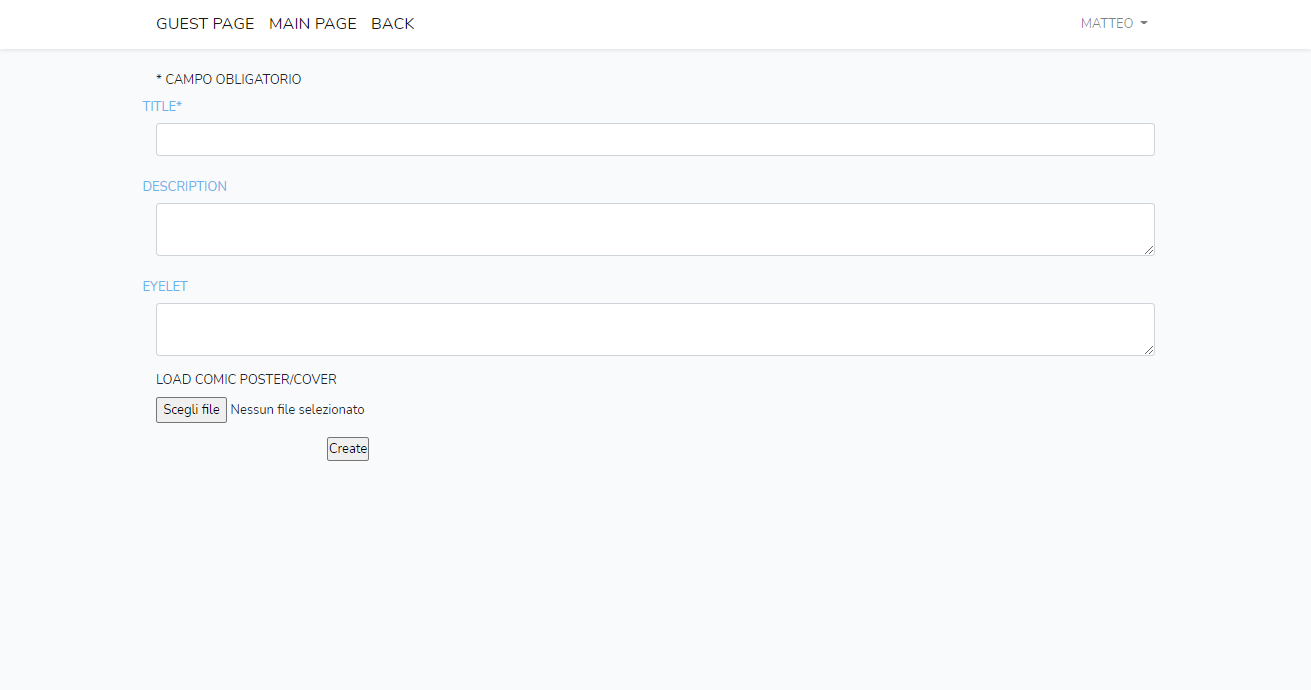 GUEST PAGE MAIN PAGE BACK MATTEO
* CAMPO OBLIGATORIO
TITLE*
DESCRIPTION
EYELET
LOAD COMIC POSTER/COVER
Scegli file Nessun file selezionato
Create